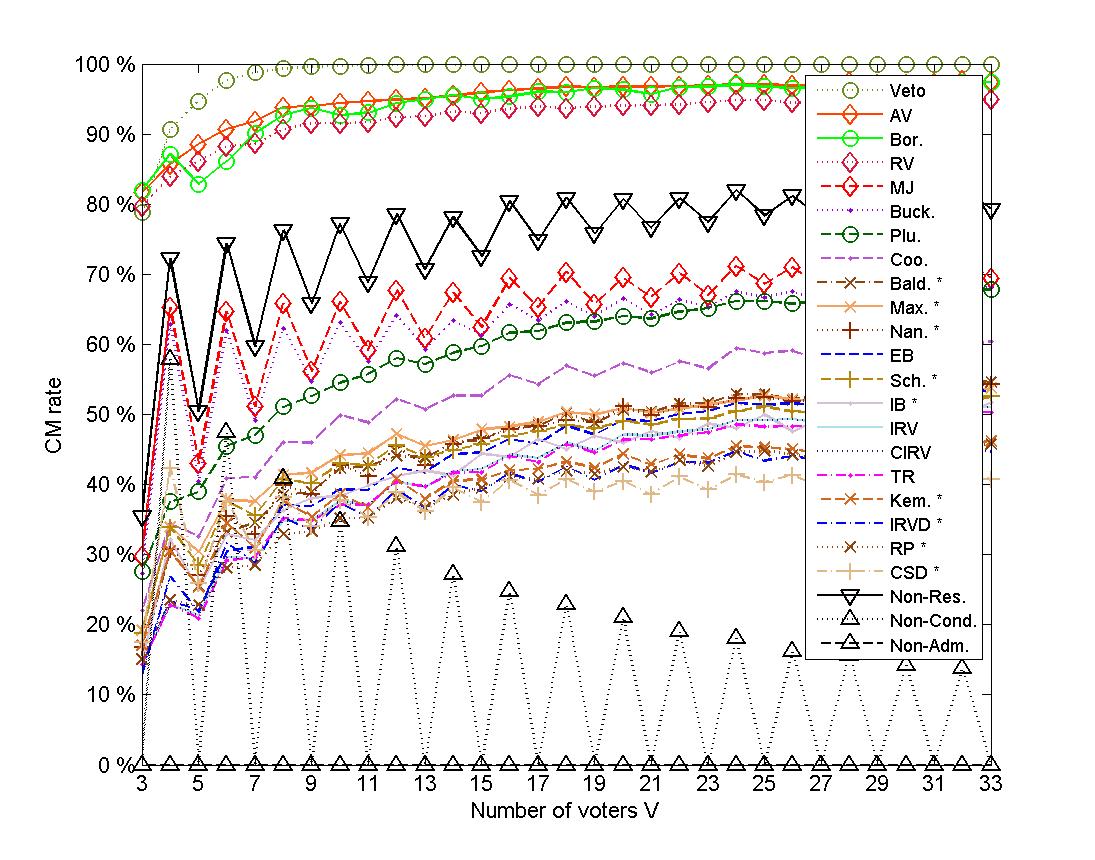 100 %
90 %
80 %
70 %
60 %
50 %
40 %
30 %
20 %
10 %
0 %
CM rate
3 5 7 9 11 13 15 17 19 21 23 25 27 29 31 33
Number of voters V
Veto
AV
Bor.
RV
MJ
Buck.
Plu.
Coo.
Bald. *
Max. *
Nan. *
EB
Sch. *
IB *
IRV
CIRV
TR
Kem. *
IRVD *
RP *
CSD *
Non-Res.
Non-Cond.
Non-Adm.